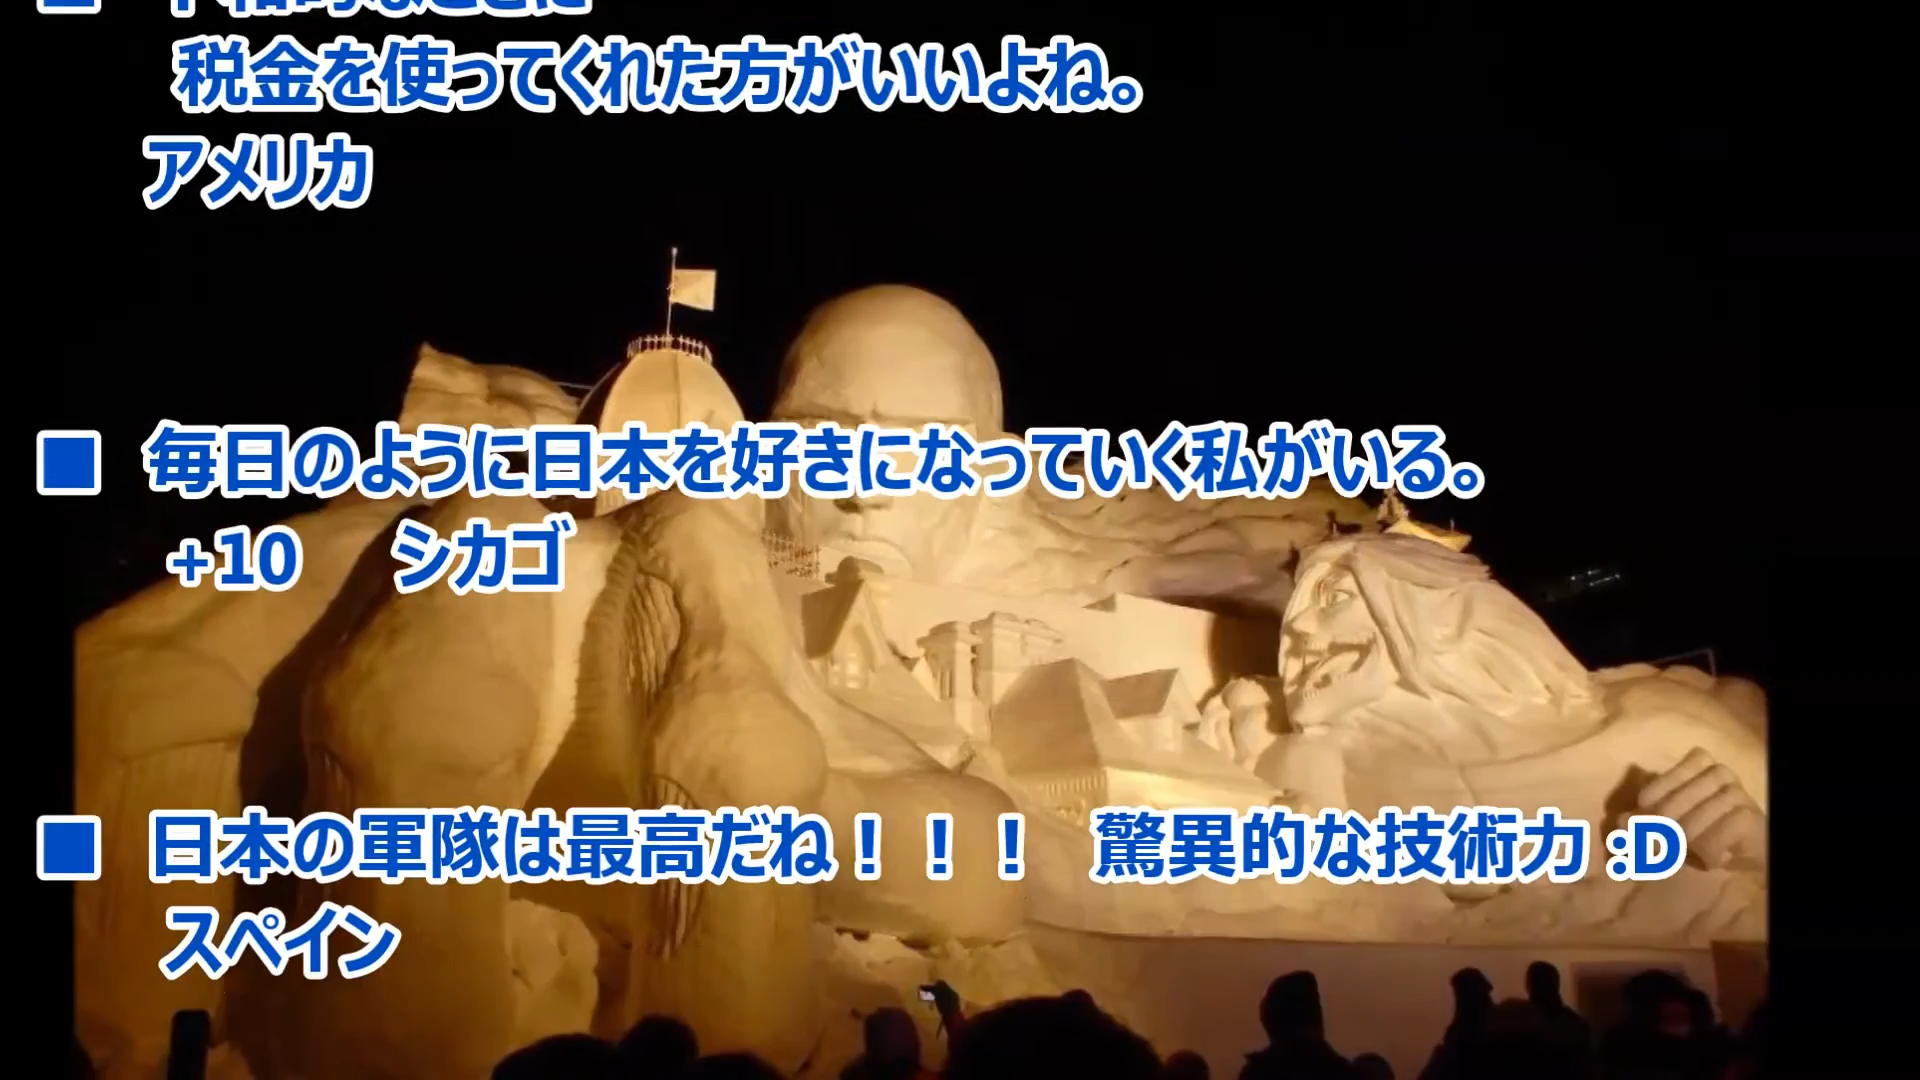 税金を使ってくれた方がいいよね。
アメリカ
■ 毎日のように日本を好きになっていく私がいる。
+10 シカゴ
■ 日本の軍隊は最高だね！！！ 驚異的な技術力 :D
スペイン